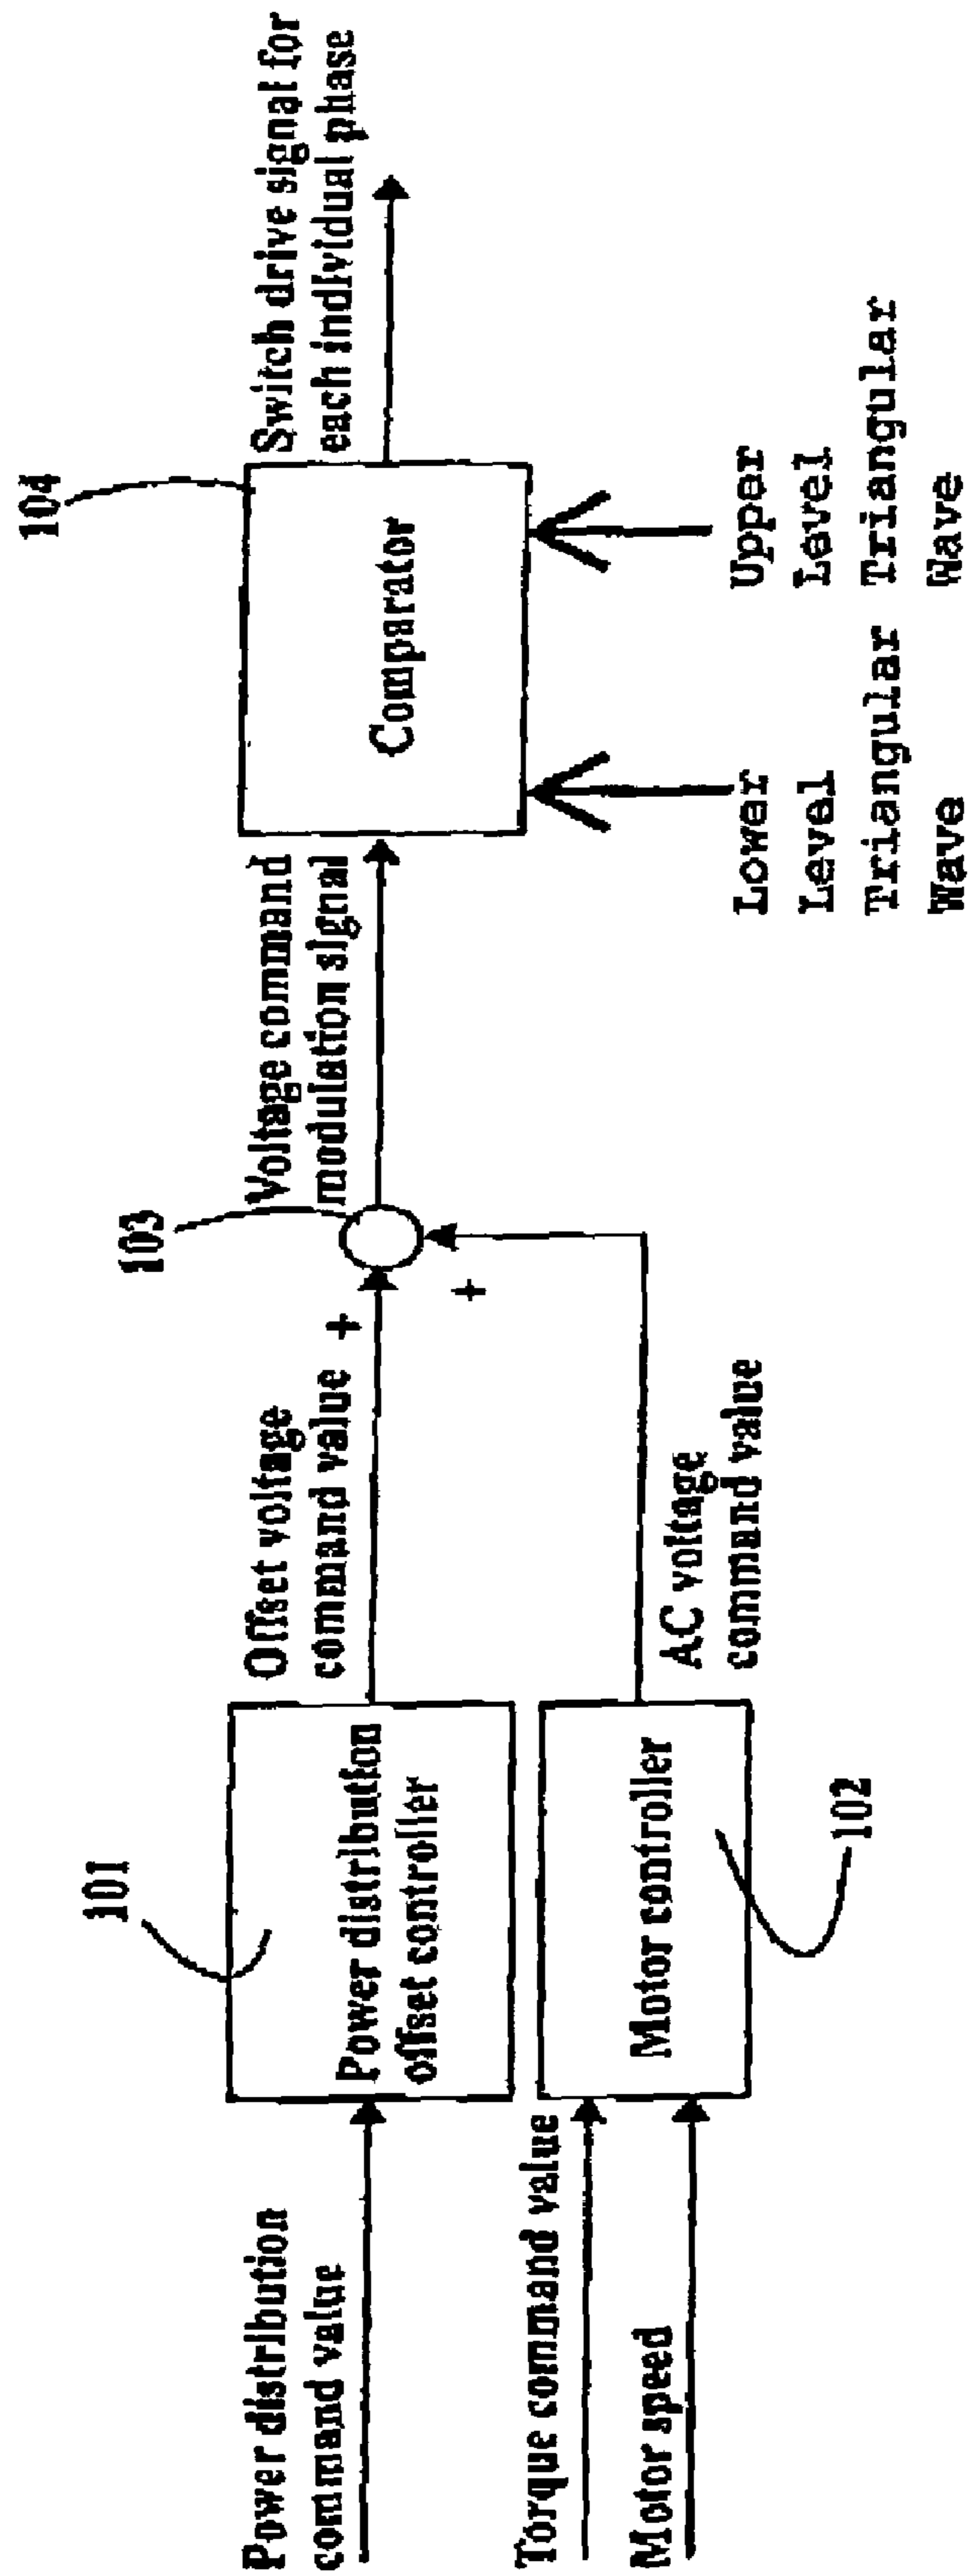 Power distribution
command value
Torque command value
Motor speed
101
Power distribution
offset controller
Motor controller
102
Offset voltage
command value
+
+
AC voltage
command value
103
Voltage command
modulation signal
104
Comparator
Lower
Level
Triangular
Wave
Upper
Level
Triangular
Wave
Switch drive signal for
each individual phase